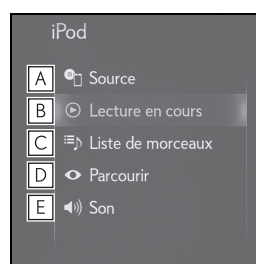 iPod
A Source
B Lecture en cours
C Liste de morceaux
D Parcourir
E Son